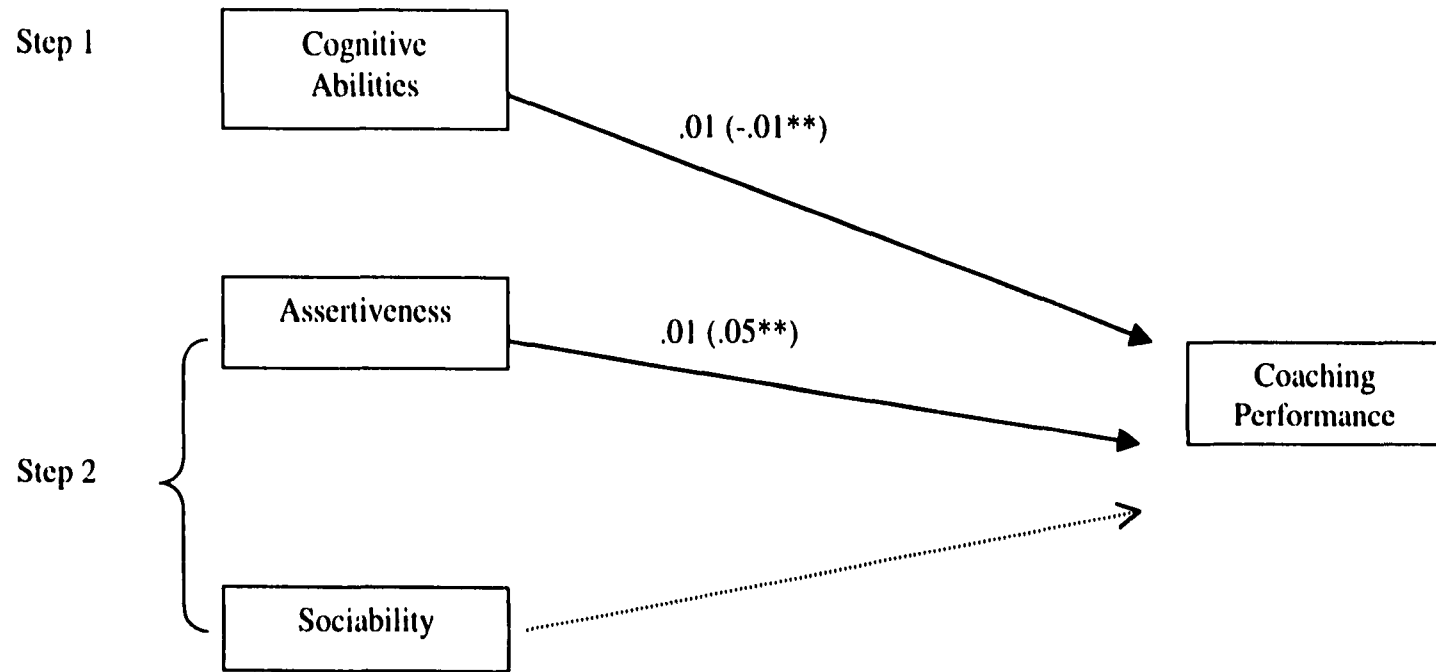 Step 1
Cognitive
Abilities
.01 (-.01**)
Assertiveness
.01 (.05**)
Coaching
Performance
Step 2
Sociability